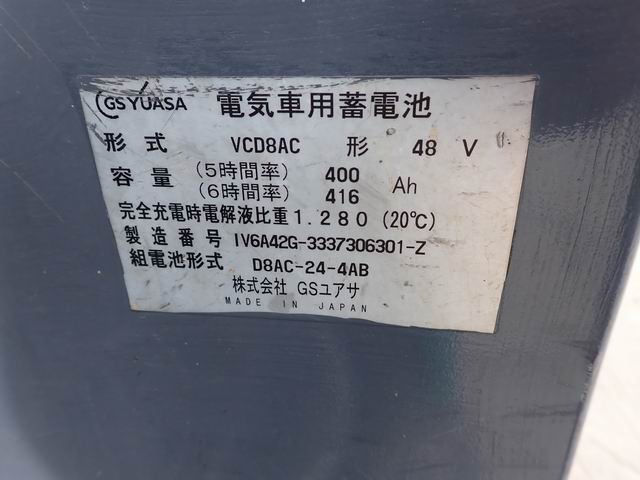 GS YUASA 電気車用蓄電池
形式 VCD8AC 形 48 V
容量 (5時間率) 400 Ah
(6時間率) 416
完全充電時電解液比重1.280 (20℃)
製造番号 IV6A42G-3337306301-Z
組電池形式 D8AC-24-4AB
株式会社 GSユアサ
MADE IN JAPAN